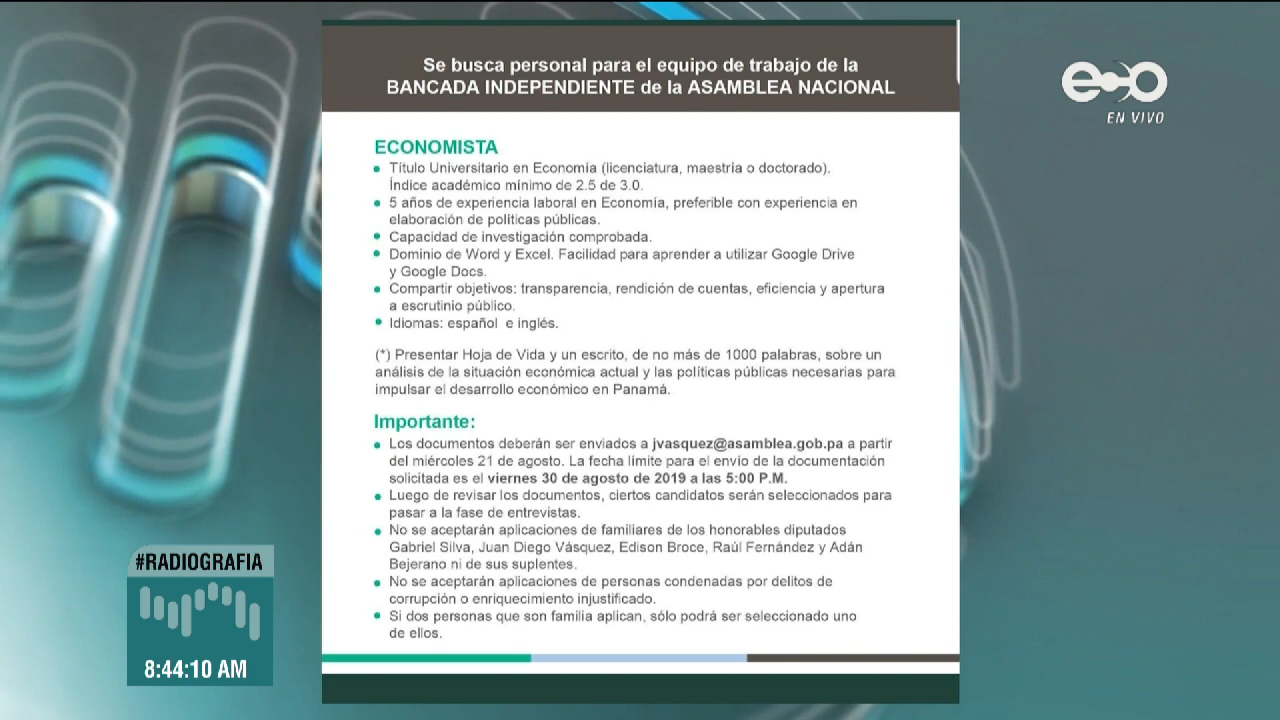 Se busca personal para el equipo de trabajo de la
BANCADA INDEPENDIENTE de la ASAMBLEA NACIONAL
ECONOMISTA
Título Universitario en Economía (licenciatura, maestría o doctorado).
Índice académico mínimo de 2.5 de 3.0.
5 años de experiencia laboral en Economía, preferible con experiencia en
elaboración de políticas públicas.
Capacidad de investigación comprobada.
Dominio de Word y Excel. Facilidad para aprender a utilizar Google Drive
y Google Docs.
Compartir objetivos: transparencia, rendición de cuentas, eficiencia y apertura
a escrutinio público.
Idiomas: español e inglés.
(*) Presentar Hoja de Vida y un escrito, de no más de 1000 palabras, sobre un
análisis de la situación económica actual y las políticas públicas necesarias para
impulsar el desarrollo económico en Panamá.
Importante:
Los documentos deberán ser enviados a jvasquez@asamblea.gob.pa a partir
del miércoles 21 de agosto. La fecha límite para el envío de la documentación
solicitada es el viernes 30 de agosto de 2019 a las 5:00 P.M.
Luego de revisar los documentos, ciertos candidatos serán seleccionados para
pasar a la fase de entrevistas.
No se aceptarán aplicaciones de familiares de los honorables diputados
Gabriel Silva, Juan Diego Vásquez, Edison Broce, Raúl Fernández y Adán
Bejerano ni de sus suplentes.
No se aceptarán aplicaciones de personas condenadas por delitos de
corrupción o enriquecimiento injustificado.
Si dos personas que son familia aplican, sólo podrá ser seleccionado uno
de ellos.
eco
EN VIVO
#RADIOGRAFIA
8:44:10 AM